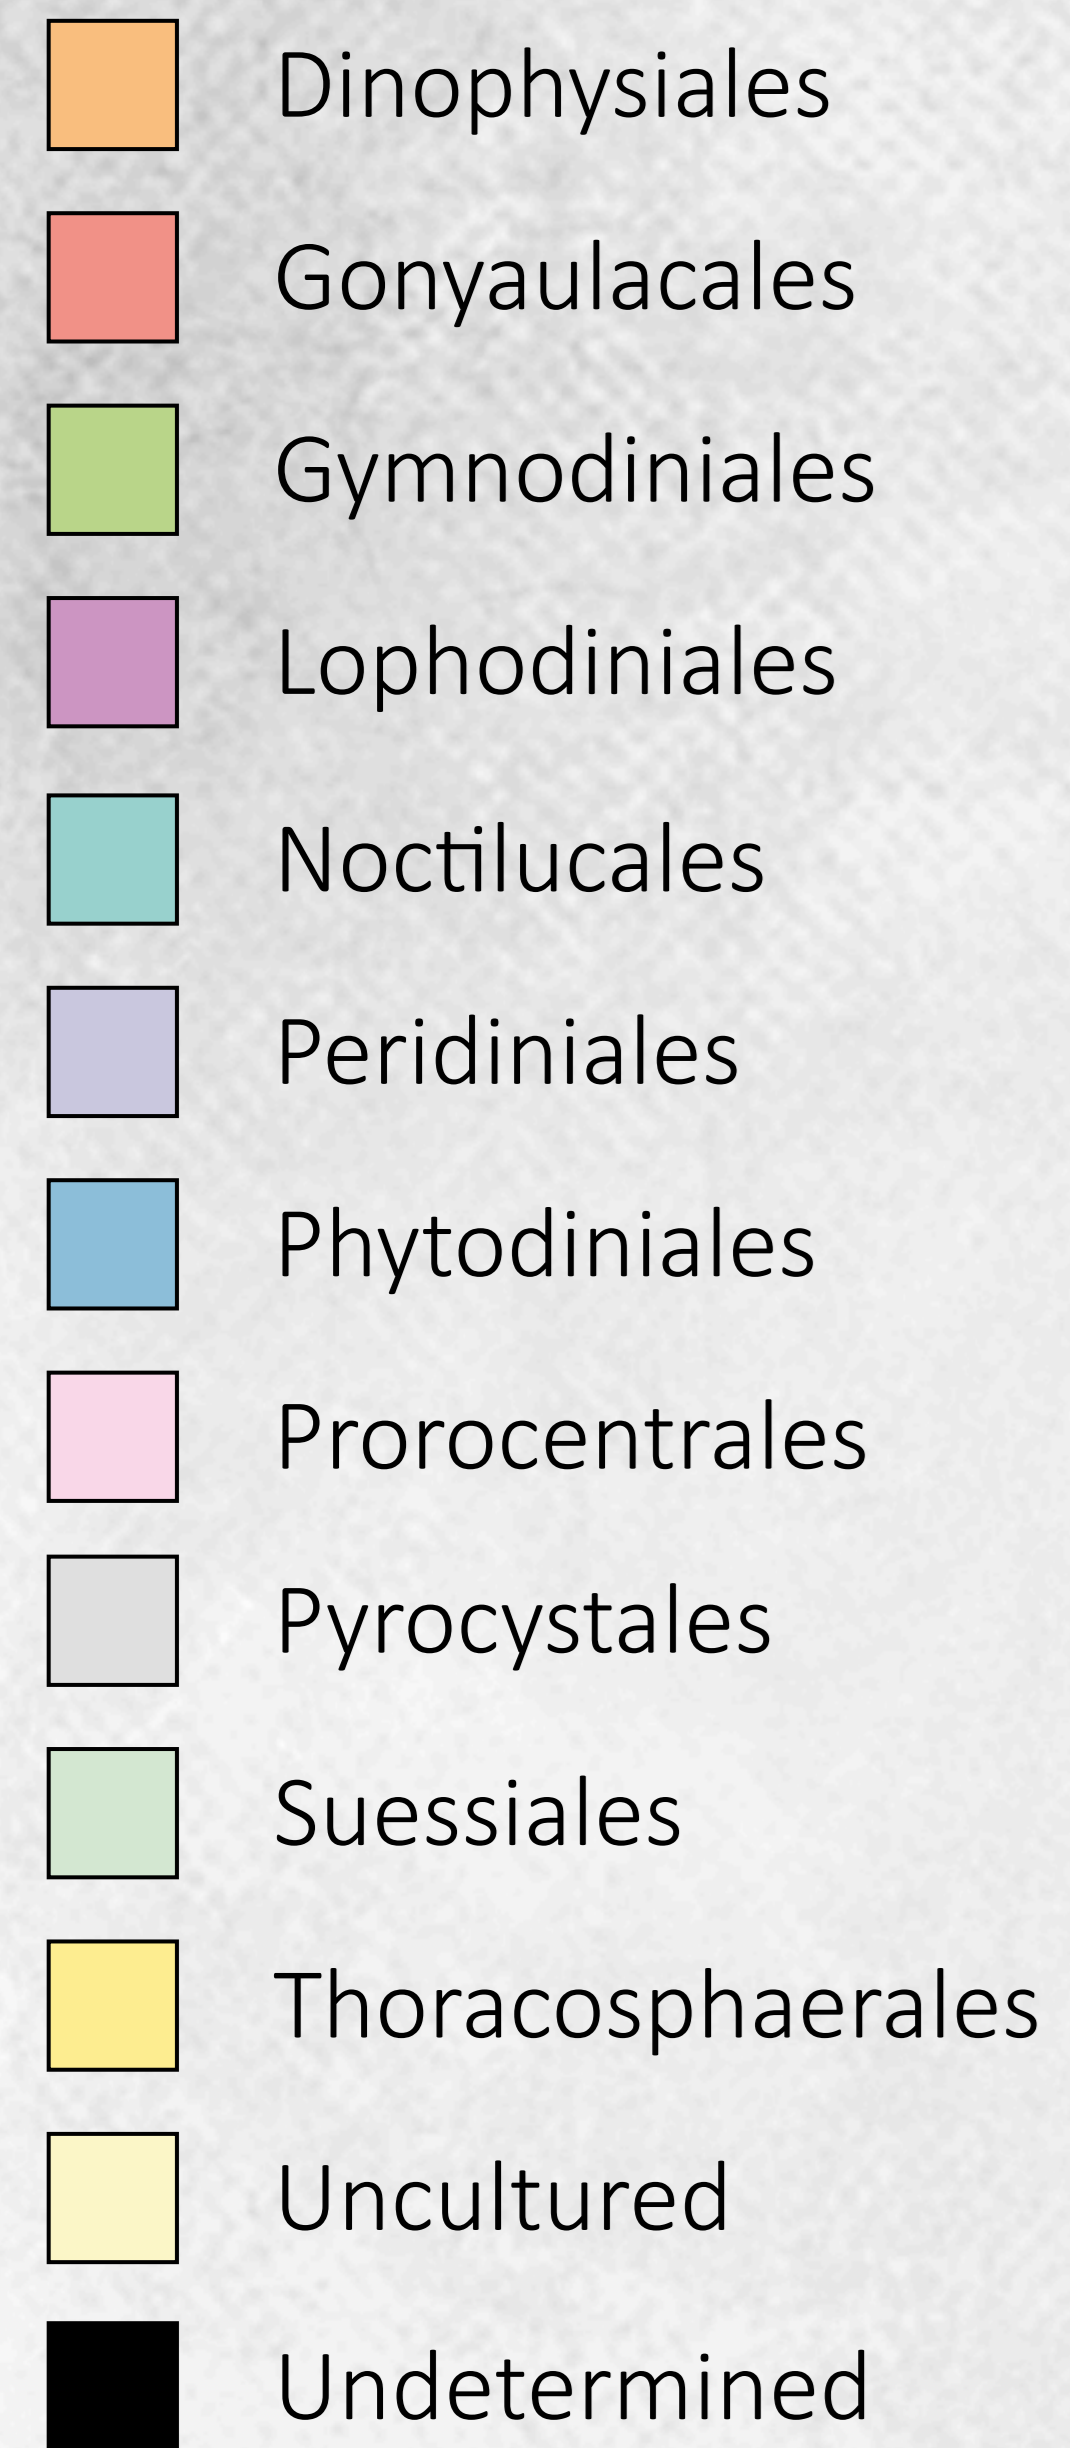 Dinophysiales
Gonyaulacales
Gymnodiniales
Lophodiniales
Noctilucales
Peridiniales
Phytodiniales
Prorocentrales
Pyrocystales
Suessiales
Thoracosphaerales
Uncultured
Undetermined